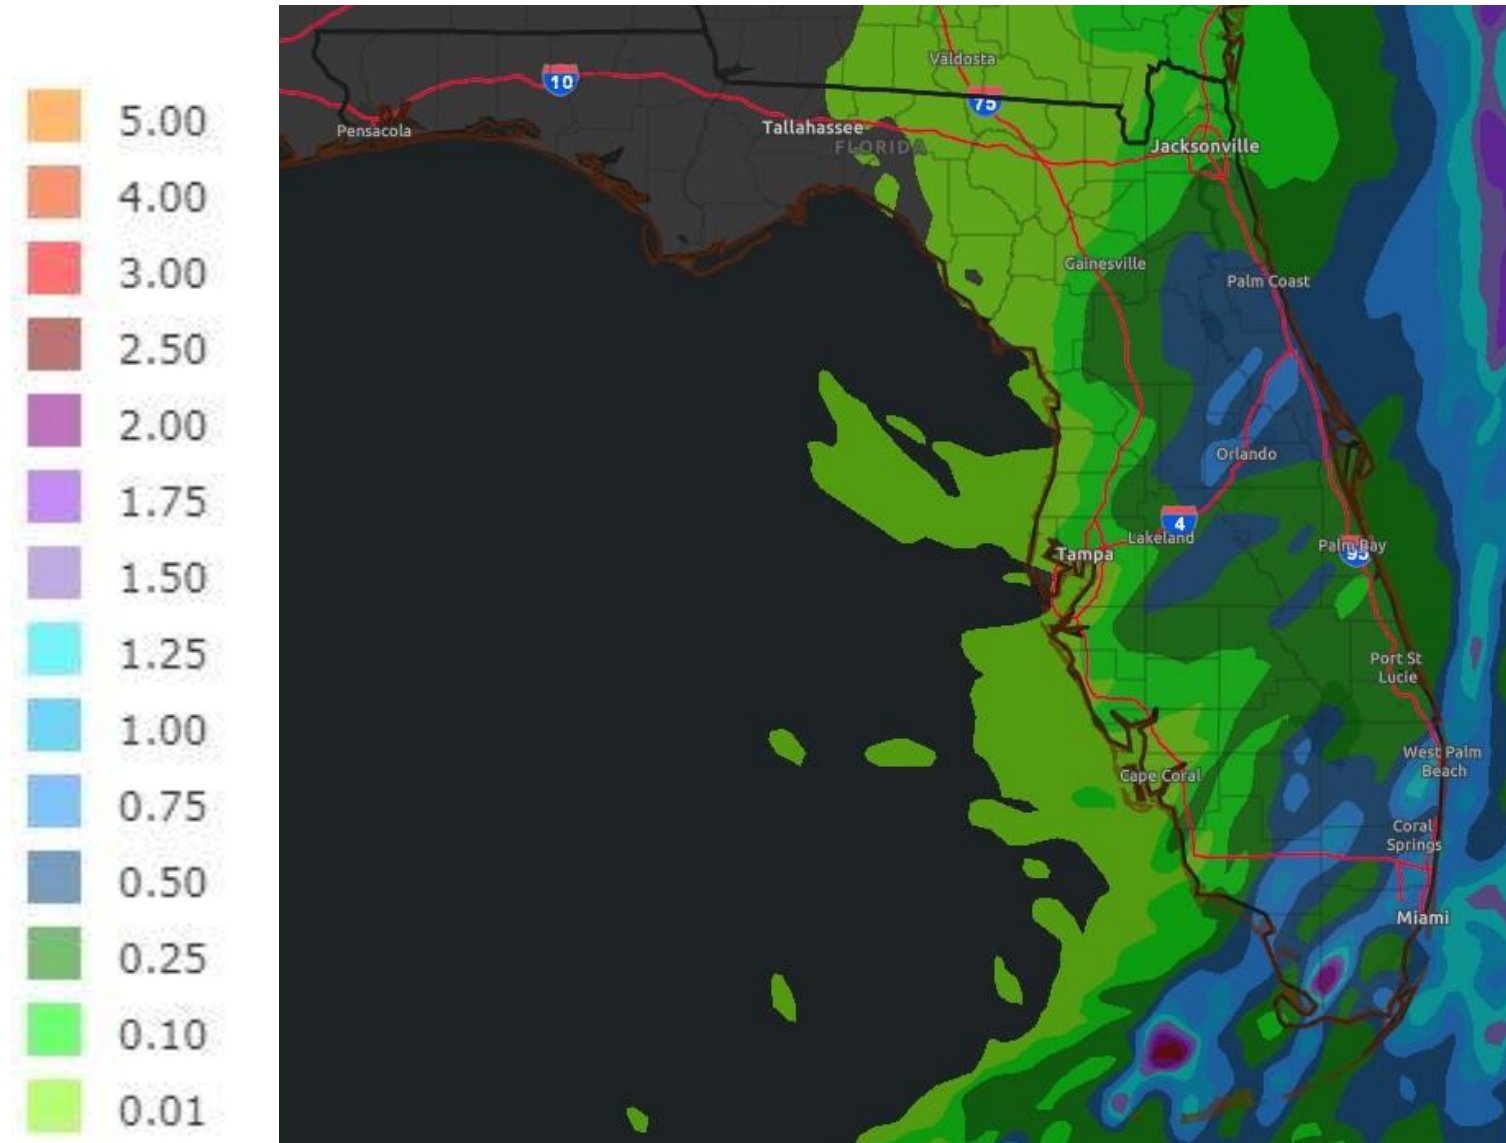 5.00
4.00
3.00
2.50
2.00
1.75
1.50
1.25
1.00
0.75
0.50
0.25
0.10
0.01
Valdosta
10
75
Pensacola
Tallahassee
FLORIDA
Jacksonville
Gainesville
Palm Coast
Orlando
4
Lakeland
Tampa
Palm Bay
95
Port St
Lucie
West Palm
Beach
Cape Coral
Coral
Springs
Miami